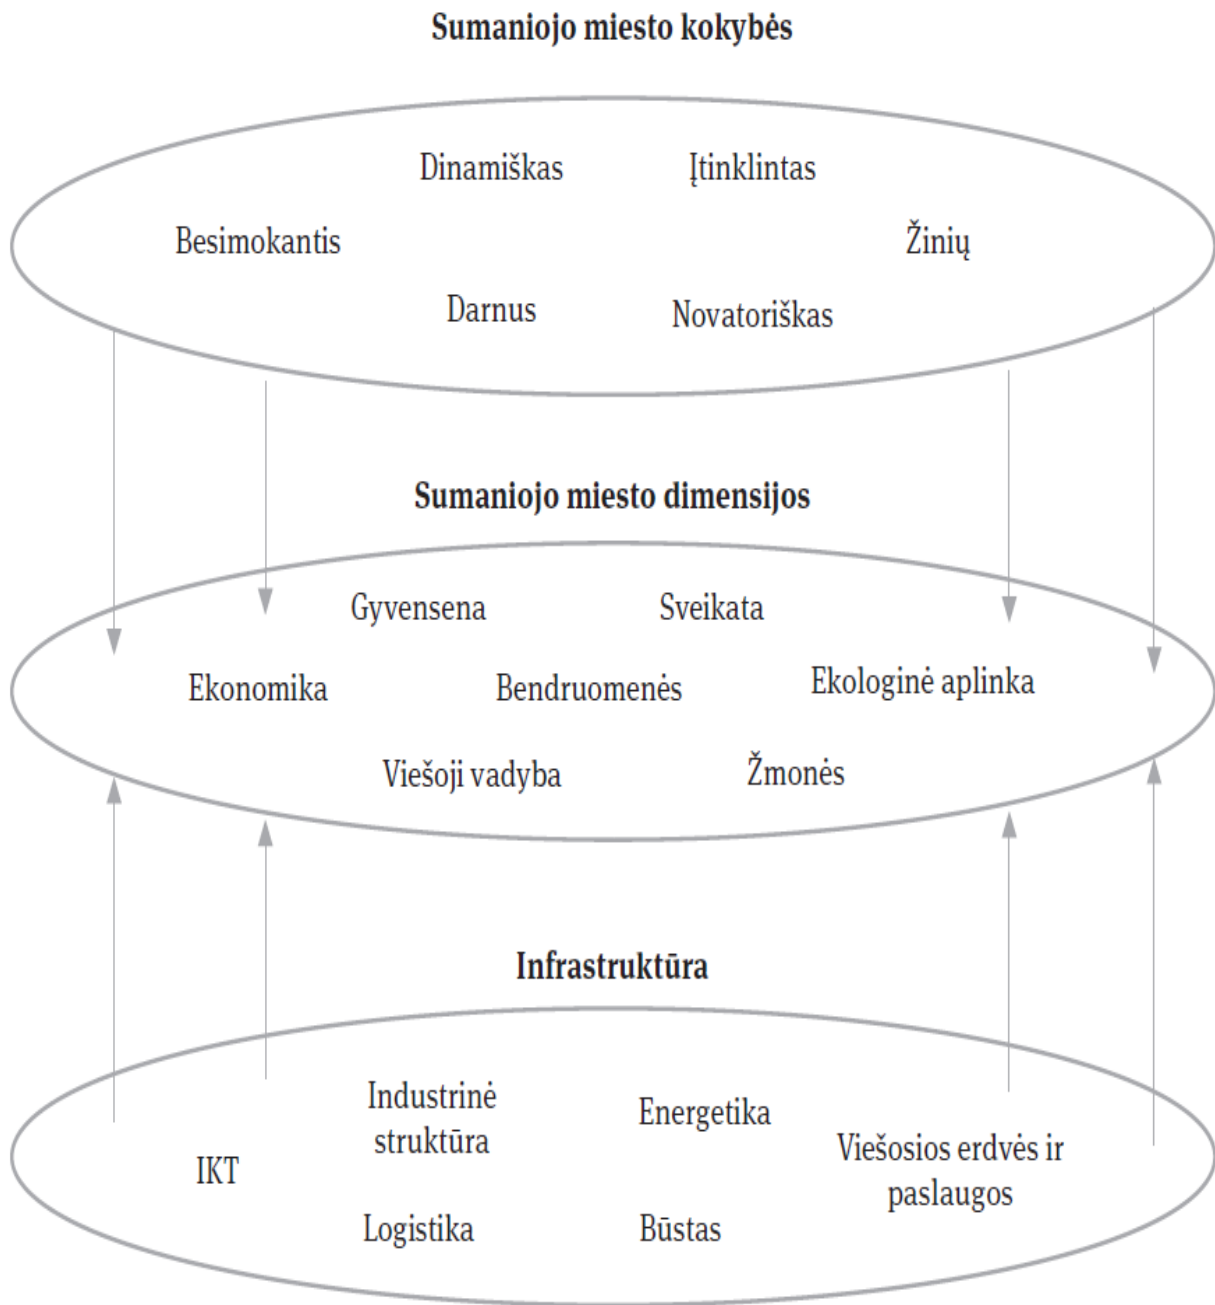 Sumaniojo miesto kokybės
Dinamiškas
Įtinklintas
Besimokantis
Žinių
Darnus
Novatoriškas
Sumaniojo miesto dimensijos
Gyvensena
Sveikata
Ekonomika
Bendruomenės
Ekologinė aplinka
Viešoji vadyba
Žmonės
Infrastruktūra
Industrinė
struktūra
Energetika
IKT
Viešosios erdvės ir
paslaugos
Logistika
Būstas